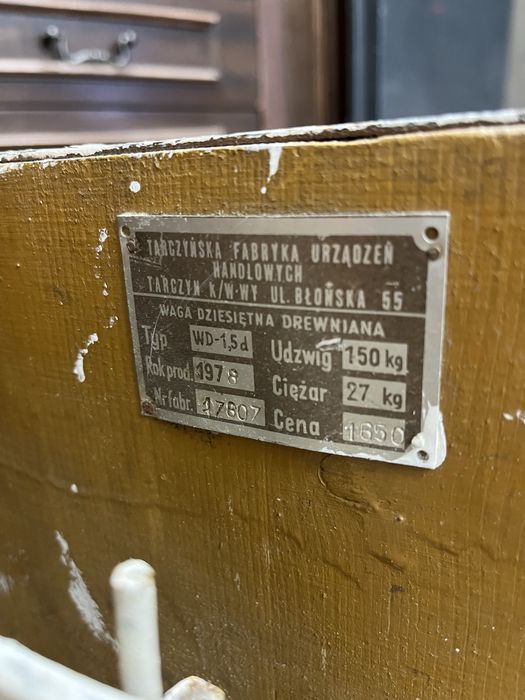 TARCZYŃSKA FABRYKA URZĄDZEŃ
HANDLOWYCH
TARCZYN K/W-WY UL. BŁOŃSKA 55
WAGA DZIESIĘTNA DREWNIANA
Typ WD-1,5d Udźwig 150 kg
Rok prod. 1978 Ciężar 27 kg
Nr fabr. 17807 Cena 1650